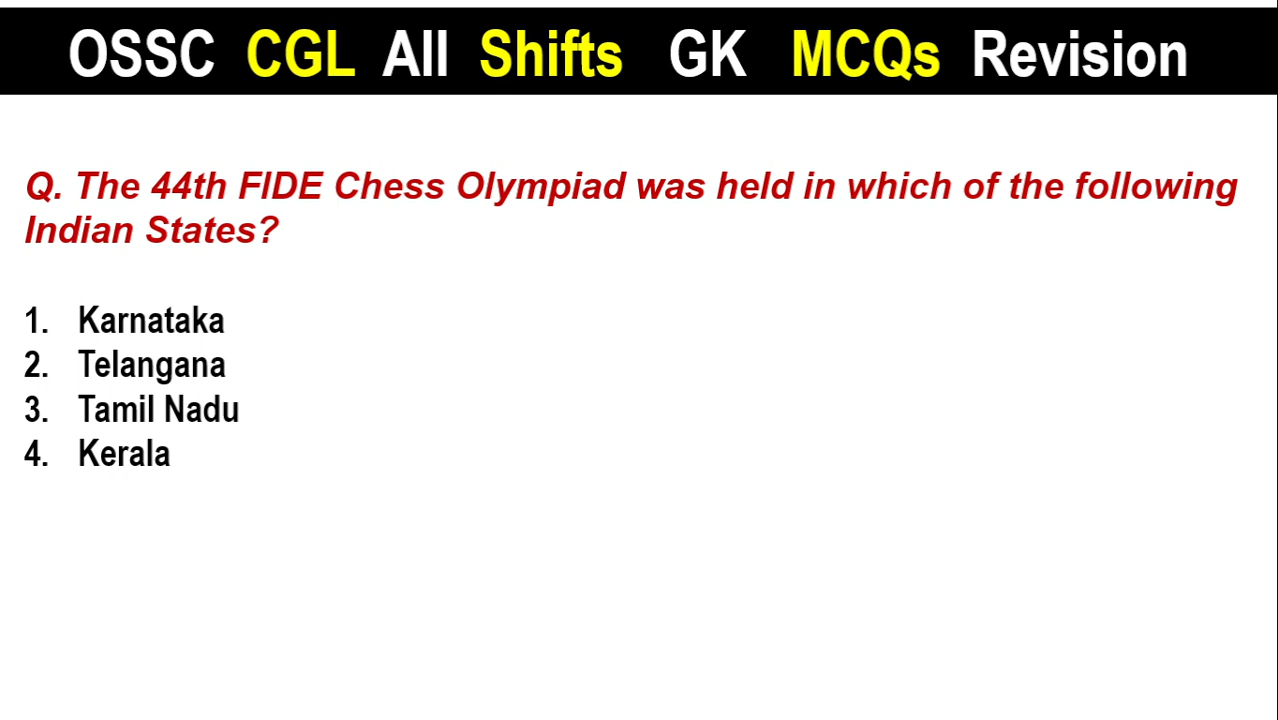 OSSC CGL All Shifts GK MCQs Revision
Q. The 44th FIDE Chess Olympiad was held in which of the following
Indian States?
1. Karnataka
2. Telangana
3. Tamil Nadu
4. Kerala